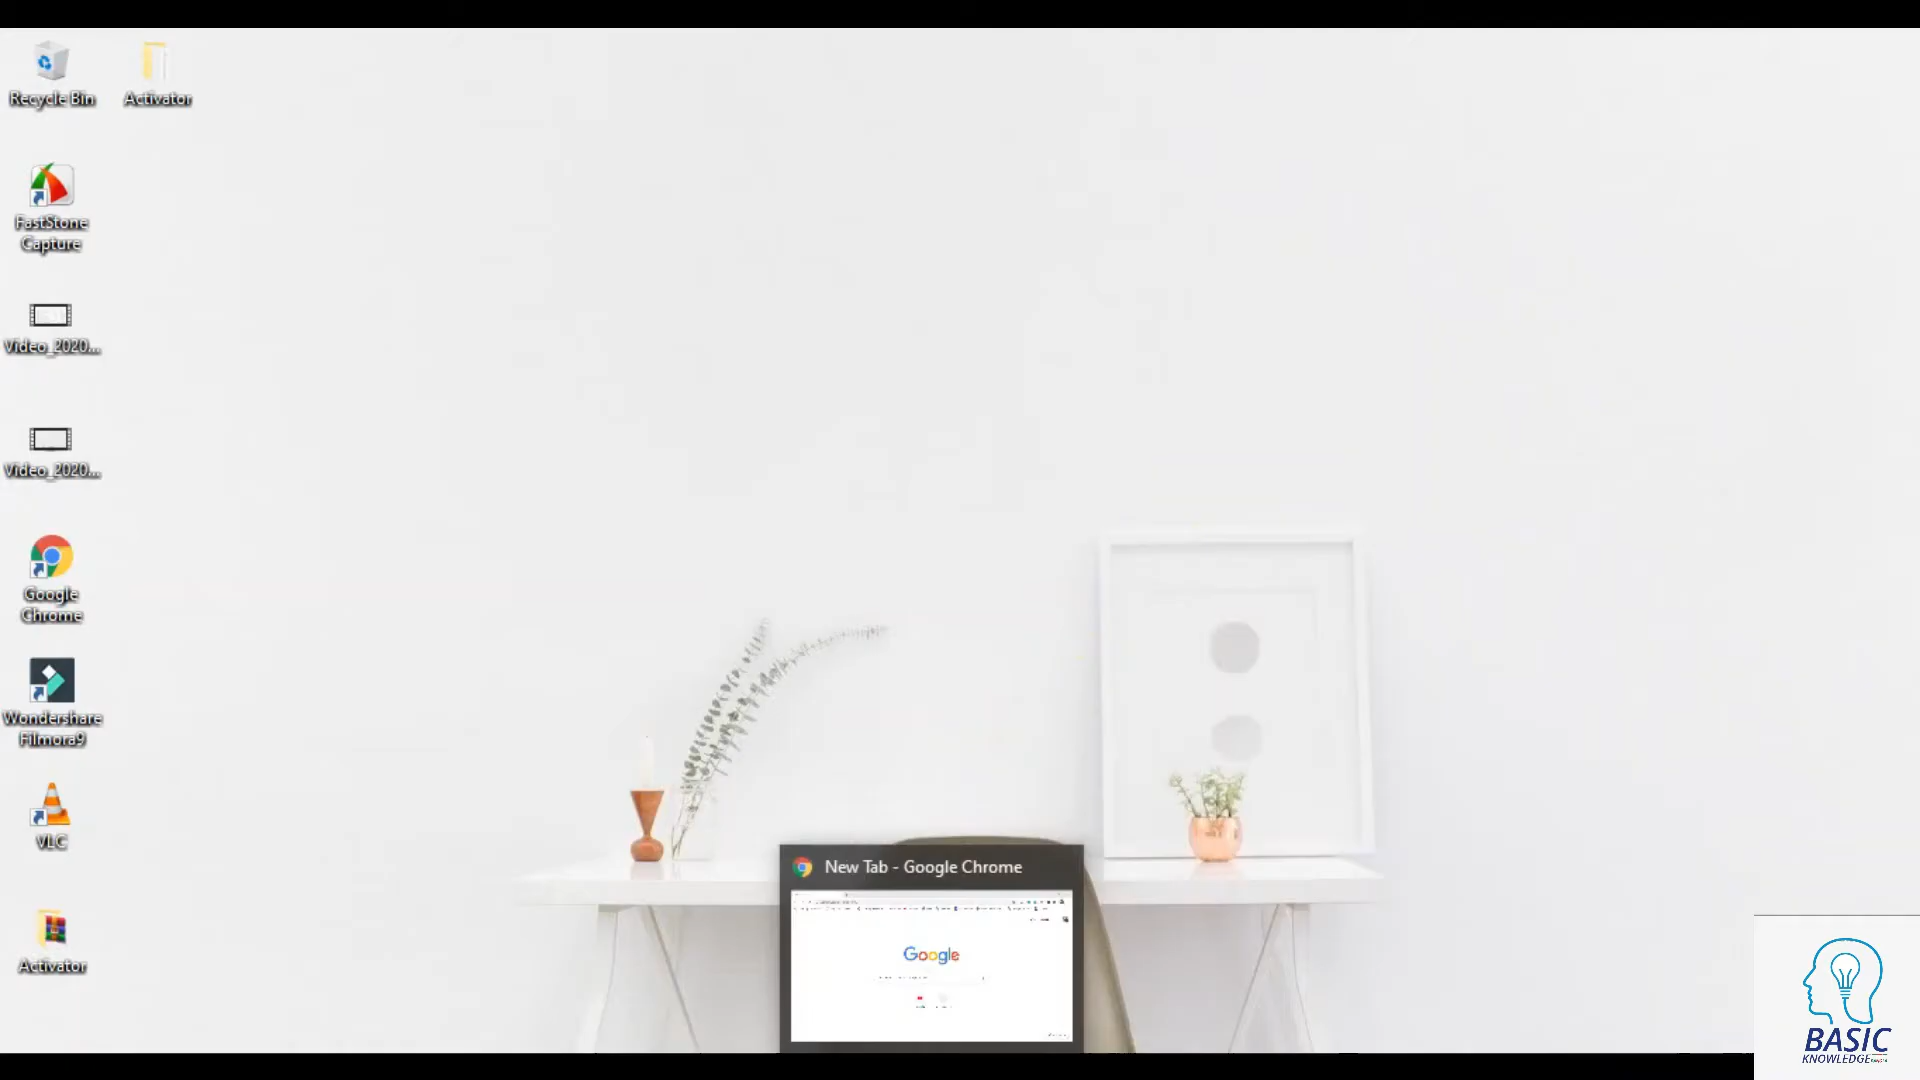 Recycle Bin
Activator
FastStone
Capture
Video_2020...
Video_2020...
Google
Chrome
Wondershare
Filmora9
VLC
Activator
New Tab - Google Chrome
Google
BASIC
KNOWLEDGE